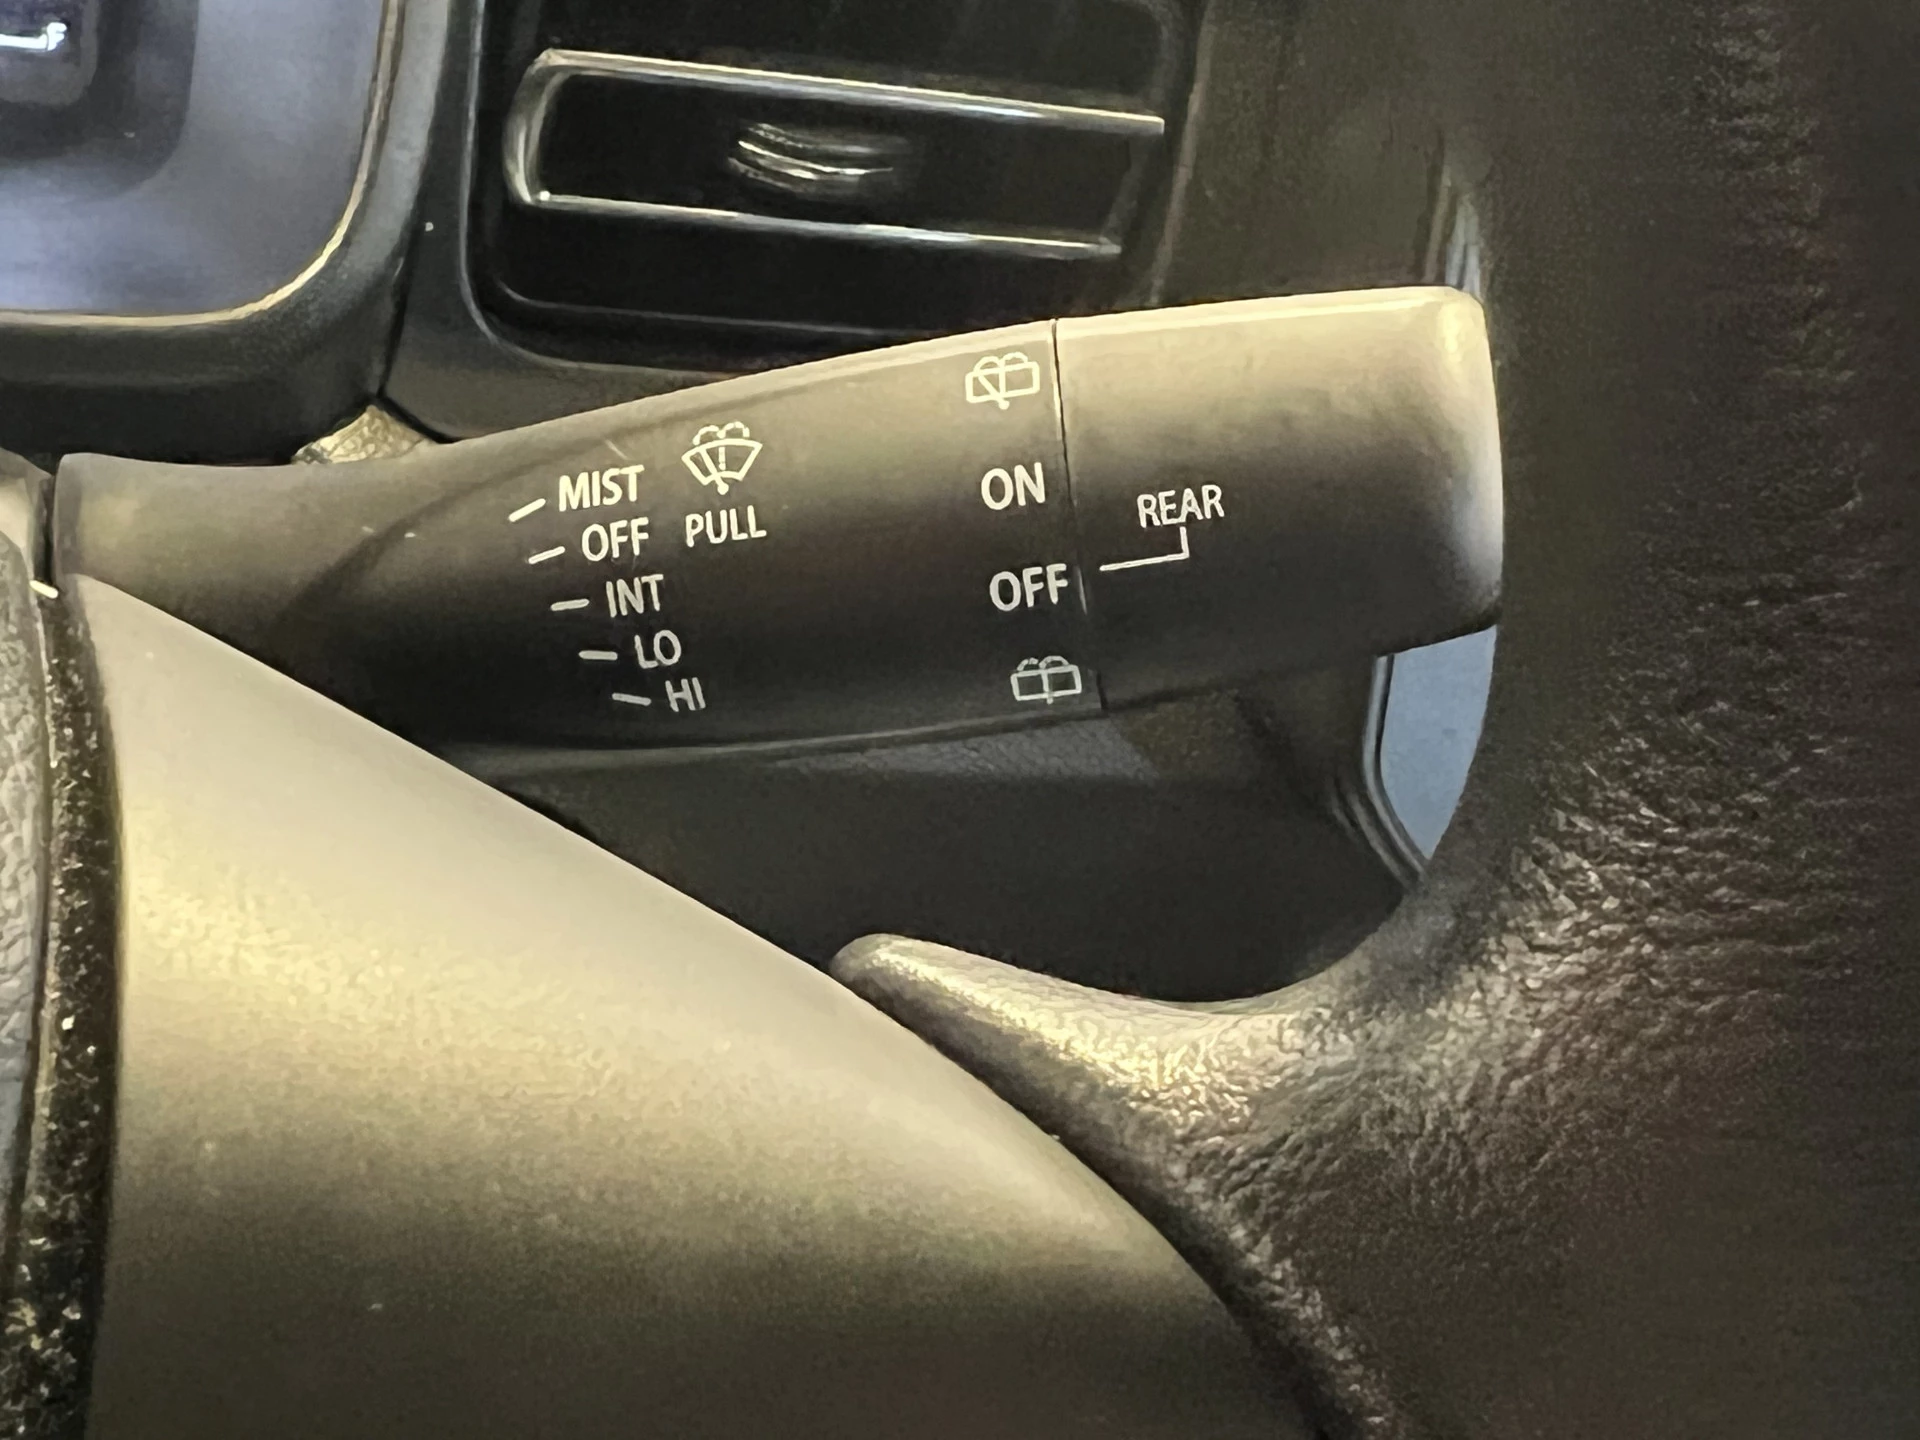 MIST
OFF PULL
INT
LO
HI
ON
OFF
REAR